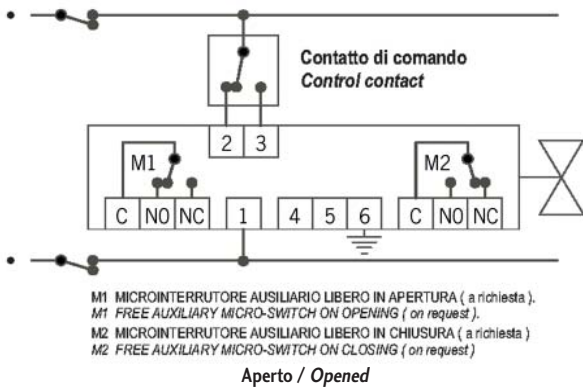 Contatto di comando
Control contact
2 3
M1 M2
C NO NC 1 4 5 6 C NO NC
M1 MICROINTERRUTORE AUSILIARIO LIBERO IN APERTURA ( a richiesta ).
M1 FREE AUXILIARY MICRO-SWITCH ON OPENING ( on request ).
M2 MICROINTERRUTORE AUSILIARIO LIBERO IN CHIUSURA ( a richiesta )
M2 FREE AUXILIARY MICRO-SWITCH ON CLOSING ( on request )
Aperto / Opened